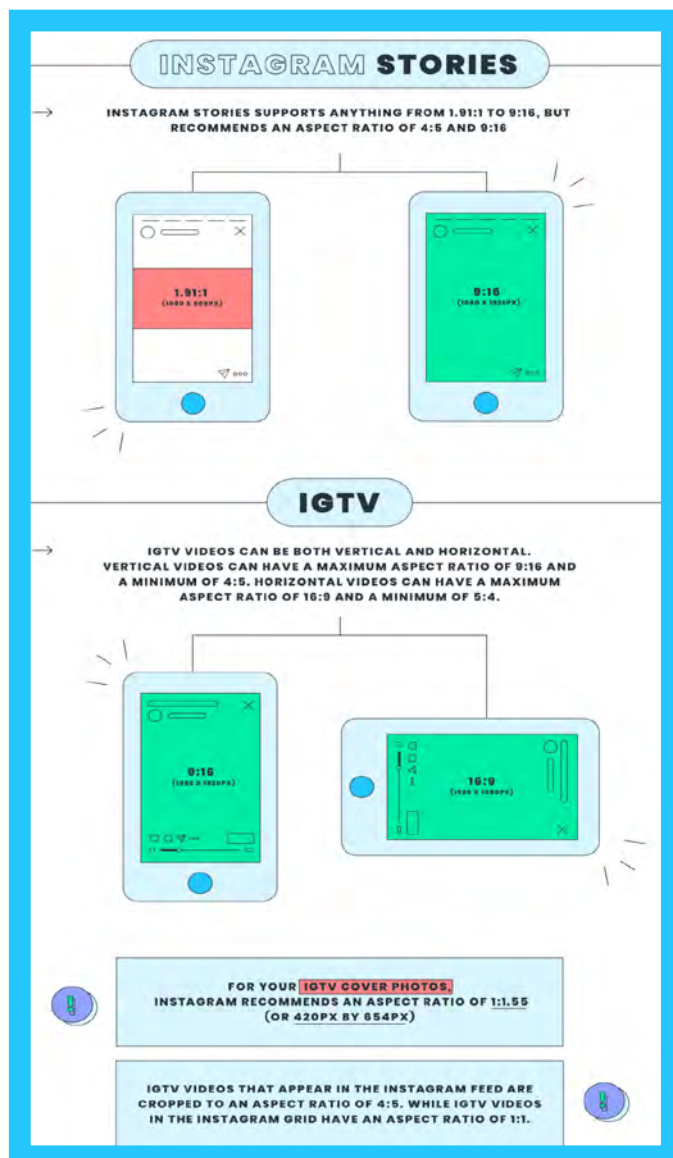 INSTAGRAM STORIES
INSTAGRAM STORIES SUPPORTS ANYTHING FROM 1.91:1 TO 9:16, BUT
RECOMMENDS AN ASPECT RATIO OF 4:5 AND 9:16
1.91:1
9:16
IGTV
IGTV VIDEOS CAN BE BOTH VERTICAL AND HORIZONTAL.
VERTICAL VIDEOS CAN HAVE A MAXIMUM ASPECT RATIO OF 9:16 AND
A MINIMUM OF 4:5. HORIZONTAL VIDEOS CAN HAVE A MAXIMUM
ASPECT RATIO OF 16:9 AND A MINIMUM OF 5:4.
9:16
16:9
FOR YOUR IGTV COVER PHOTOS,
INSTAGRAM RECOMMENDS AN ASPECT RATIO OF 1:1.55
(OR 420PX BY 654PX)
IGTV VIDEOS THAT APPEAR IN THE INSTAGRAM FEED ARE
CROPPED TO AN ASPECT RATIO OF 4:5. WHILE IGTV VIDEOS
IN THE INSTAGRAM GRID HAVE AN ASPECT RATIO OF 1:1.